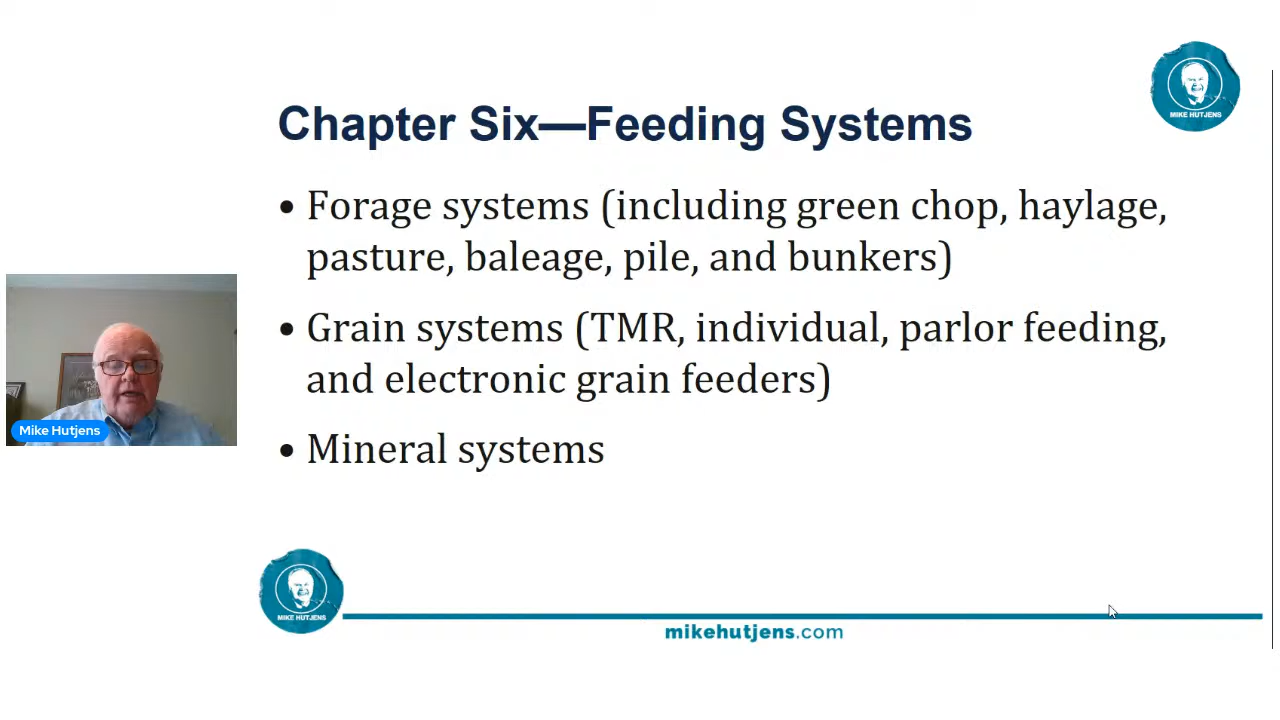 MIKE HUTJENS
Chapter Six—Feeding Systems
• Forage systems (including green chop, haylage,
pasture, baleage, pile, and bunkers)
• Grain systems (TMR, individual, parlor feeding,
and electronic grain feeders)
• Mineral systems
Mike Hutjens
MIKE HUTJENS
mikehutjens.com